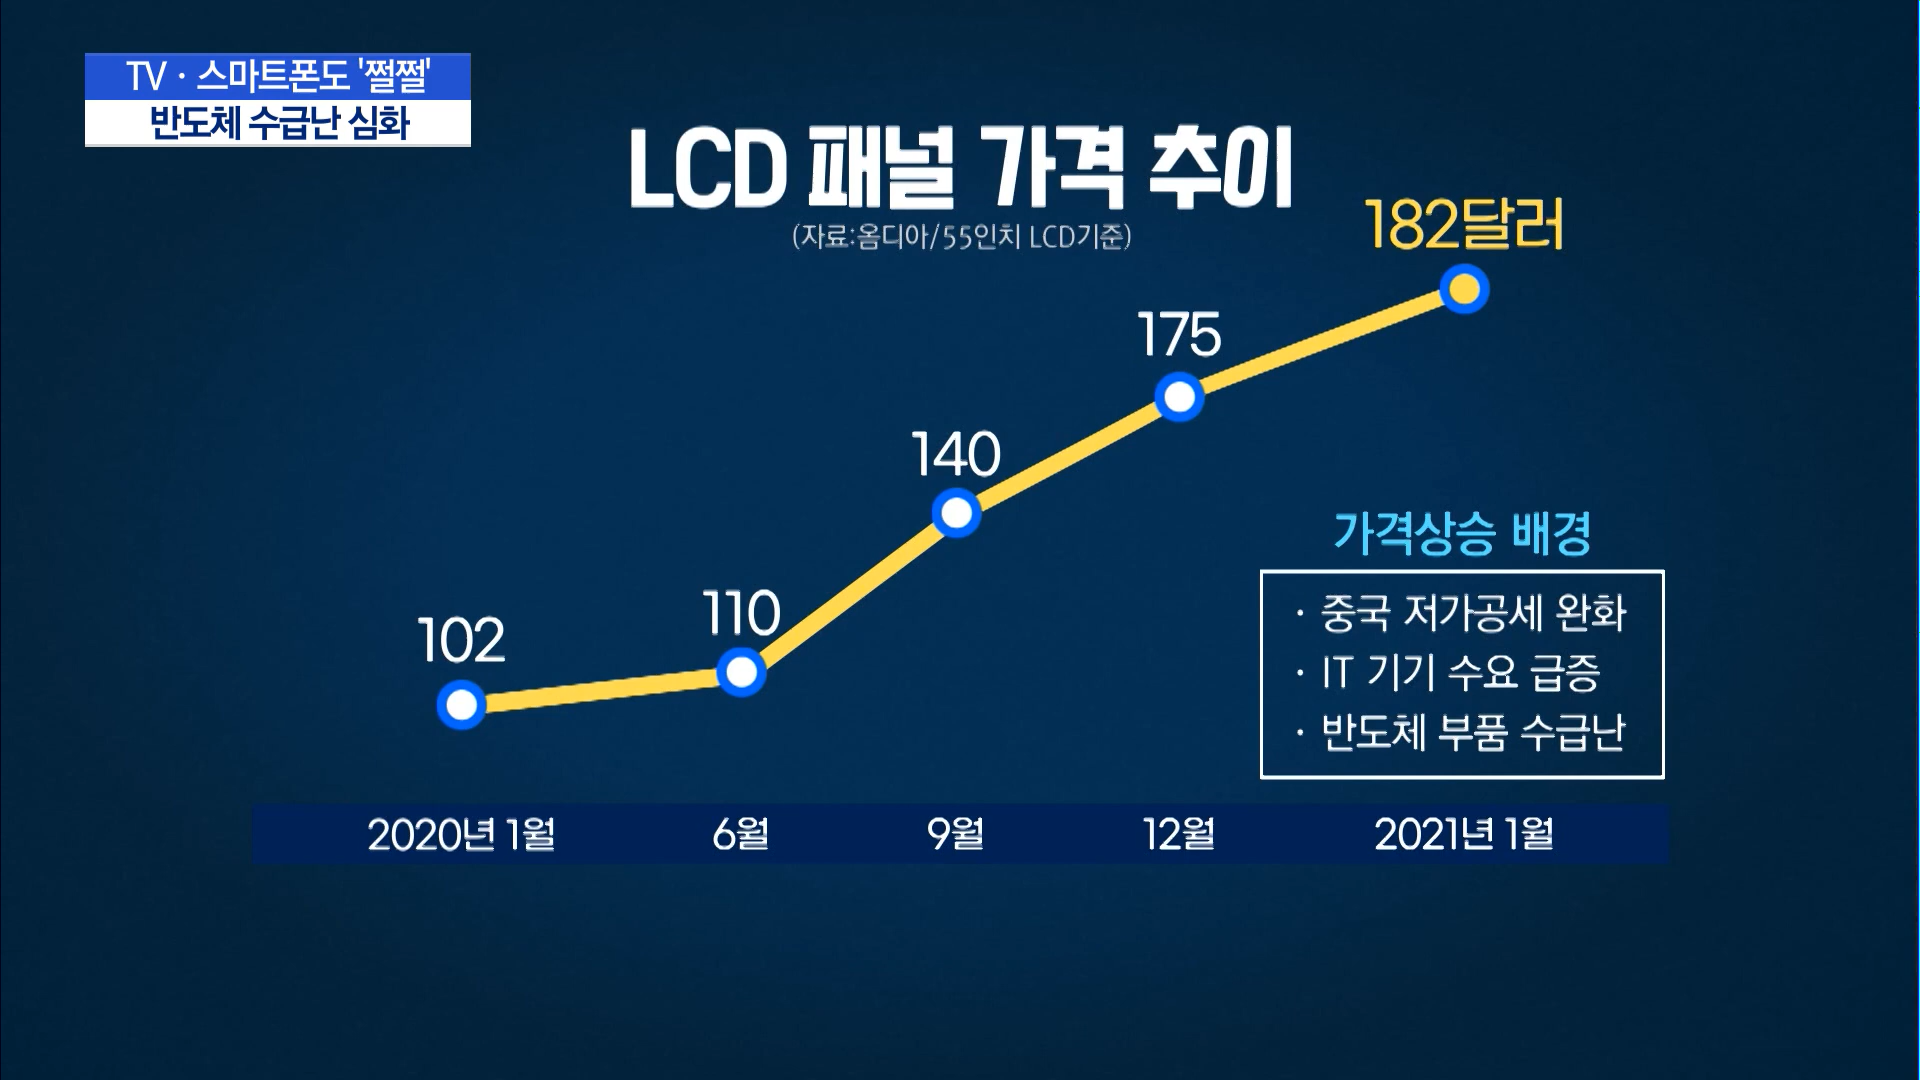 TV · 스마트폰도 '쩔쩔'
반도체 수급난 심화
LCD 패널 가격 추이
(자료:옴디아/55인치 LCD기준)
182달러
175
140
110
102
가격상승 배경
· 중국 저가공세 완화
· IT 기기 수요 급증
· 반도체 부품 수급난
2020년 1월 6월 9월 12월 2021년 1월